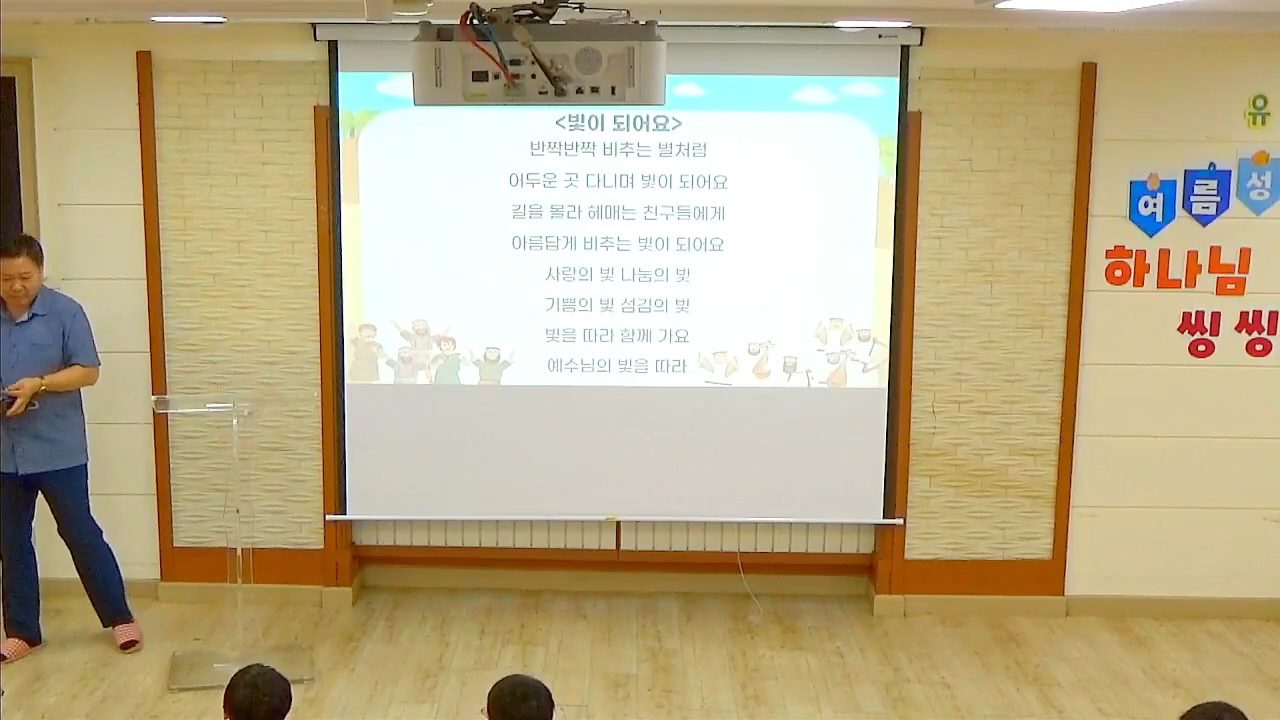 <빛이 되어요>
반짝반짝 비추는 별처럼
어두운 곳 다니며 빛이 되어요
길을 몰라 헤매는 친구들에게
아름답게 비추는 빛이 되어요
사랑의 빛 나눔의 빛
기쁨의 빛 섬김의 빛
빛을 따라 함께 가요
예수님의 빛을 따라
유
여름성
하나님
씽씽